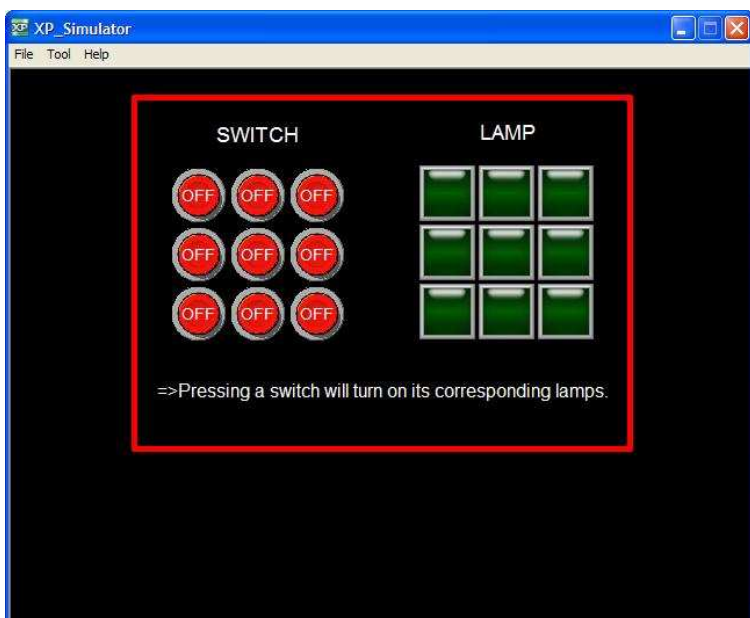 XP XP_Simulator
File Tool Help
SWITCH
LAMP
OFF OFF OFF
OFF OFF OFF
OFF OFF OFF
=>Pressing a switch will turn on its corresponding lamps.